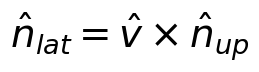 n̂_lat = v̂ × n̂_up